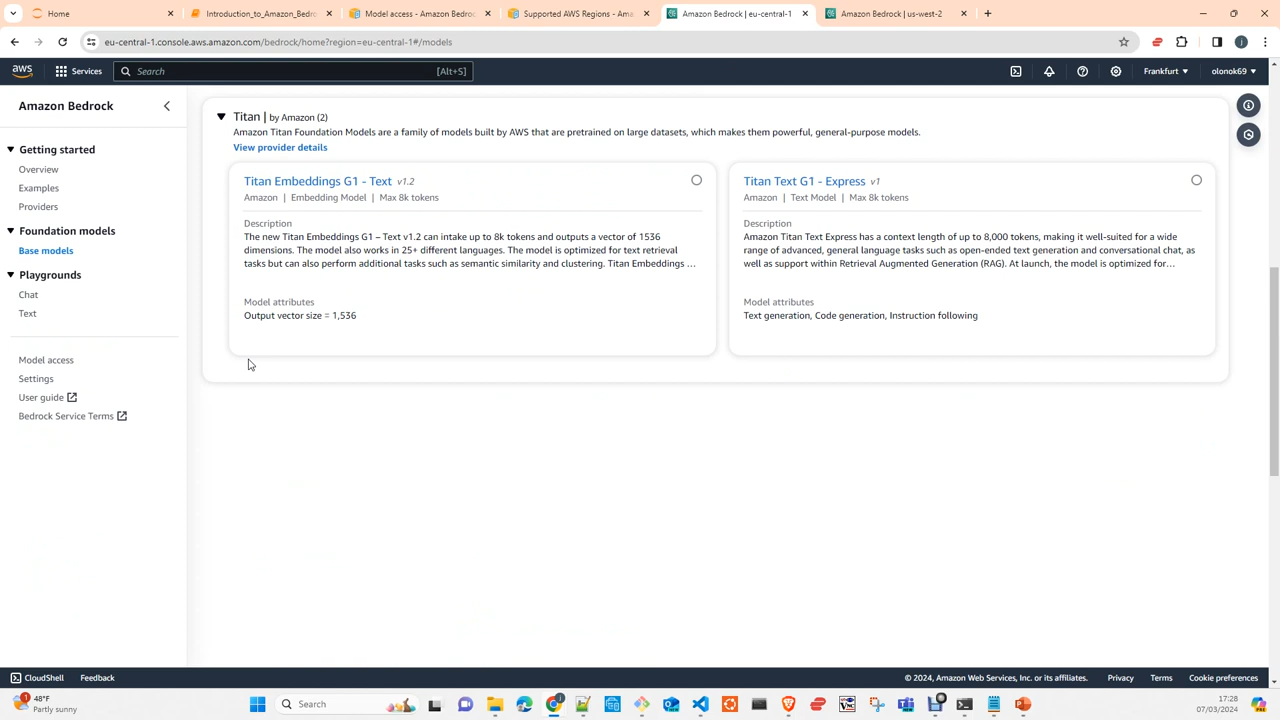 Home
Introduction_to_Amazon_Bedro
Model access - Amazon Bedroc
Supported AWS Regions - Ama
Amazon Bedrock | eu-central-1
Amazon Bedrock | us-west-2
eu-central-1.console.aws.amazon.com/bedrock/home?region=eu-central-1#/models
aws
Services
Search
[Alt+S]
Frankfurt
olonok69
Amazon Bedrock
Getting started
Overview
Examples
Providers
Foundation models
Base models
Playgrounds
Chat
Text
Model access
Settings
User guide
Bedrock Service Terms
Titan | by Amazon (2)
Amazon Titan Foundation Models are a family of models built by AWS that are pretrained on large datasets, which makes them powerful, general-purpose models.
View provider details
Titan Embeddings G1 - Text v1.2
Amazon | Embedding Model | Max 8k tokens
Description
The new Titan Embeddings G1 – Text v1.2 can intake up to 8k tokens and outputs a vector of 1536
dimensions. The model also works in 25+ different languages. The model is optimized for text retrieval
tasks but can also perform additional tasks such as semantic similarity and clustering. Titan Embeddings ...
Model attributes
Output vector size = 1,536
Titan Text G1 - Express v1
Amazon | Text Model | Max 8k tokens
Description
Amazon Titan Text Express has a context length of up to 8,000 tokens, making it well-suited for a wide
range of advanced, general language tasks such as open-ended text generation and conversational chat, as
well as support within Retrieval Augmented Generation (RAG). At launch, the model is optimized for...
Model attributes
Text generation, Code generation, Instruction following
CloudShell
Feedback
© 2024, Amazon Web Services, Inc. or its affiliates.
Privacy
Terms
Cookie preferences
48°F
Partly sunny
Search
17:28
07/03/2024